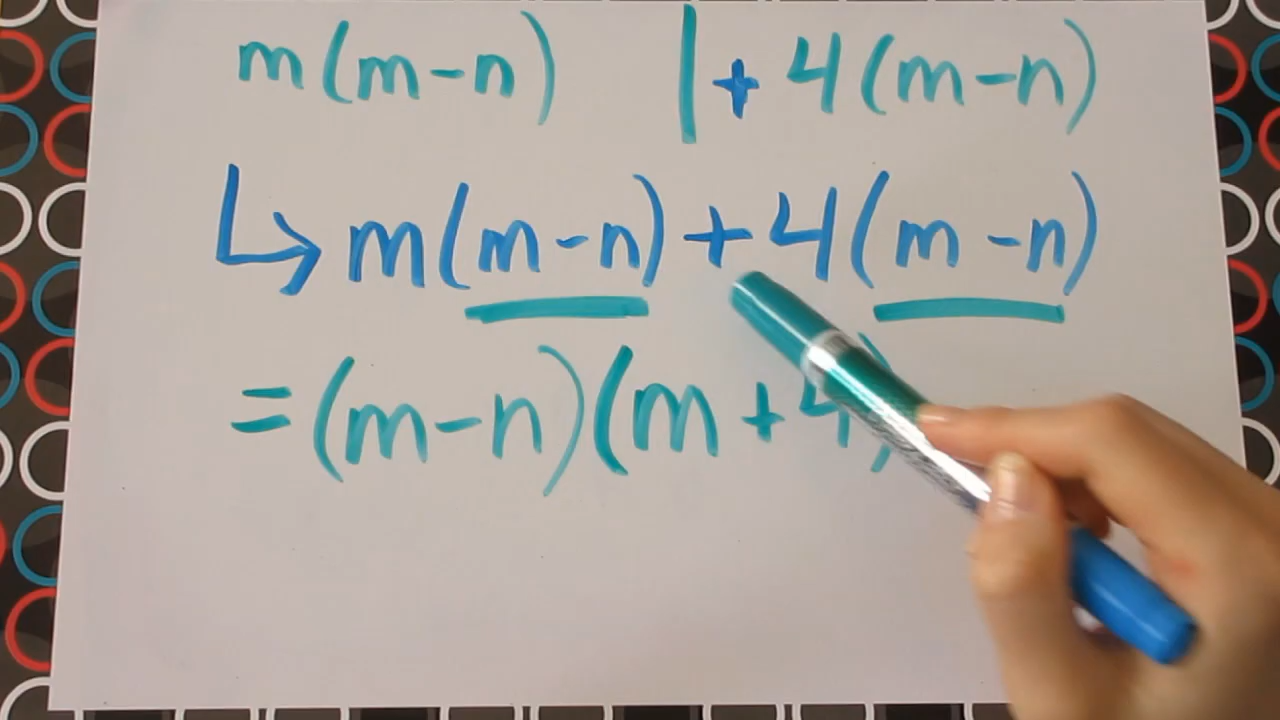 m(m-n) | + 4(m-n)
↳ m(m-n) + 4(m-n)
= (m-n)(m + 4)